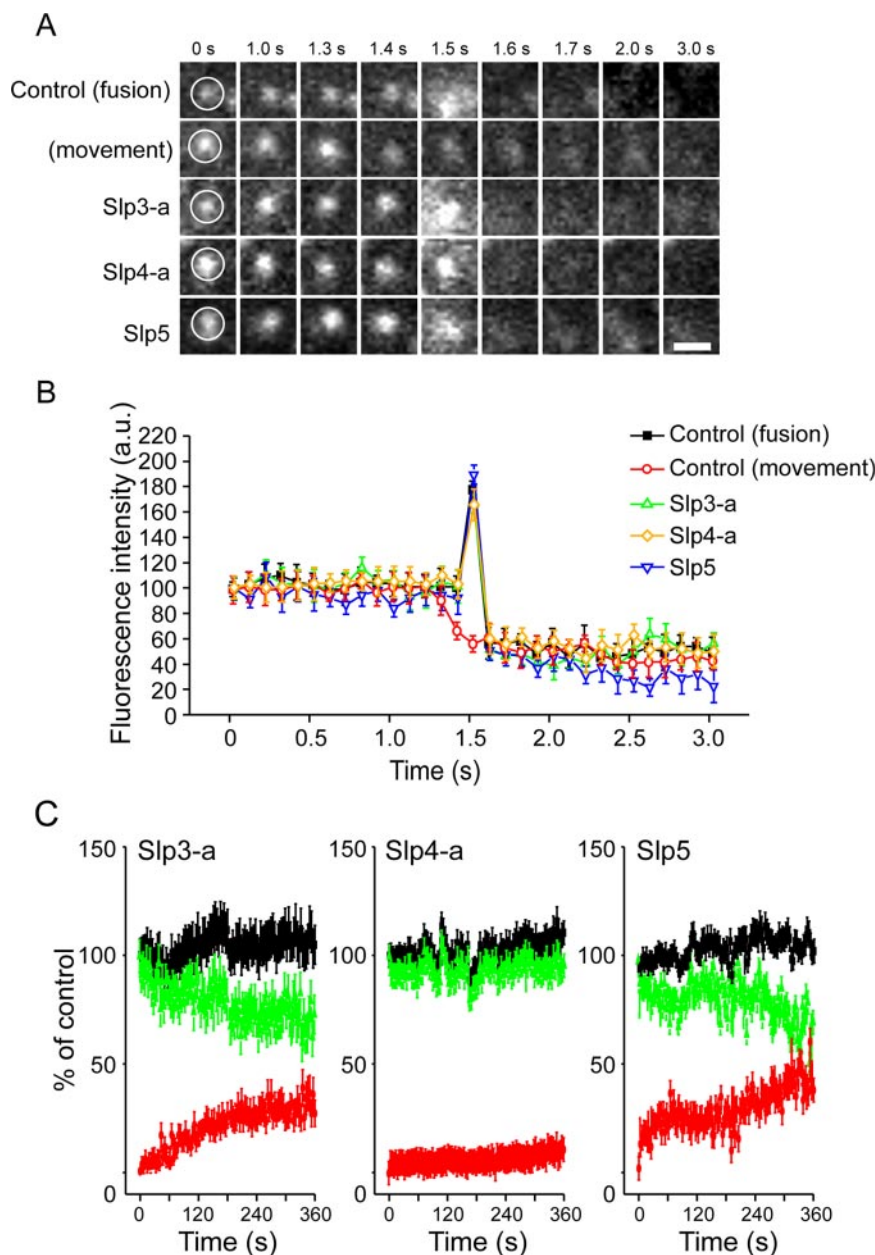 A
0 s 1.0 s 1.3 s 1.4 s 1.5 s 1.6 s 1.7 s 2.0 s 3.0 s
Control (fusion)
(movement)
Slp3-a
Slp4-a
Slp5
B
Fluorescence intensity (a.u.)
220
200
180
160
140
120
100
80
60
40
20
0
0 0.5 1.0 1.5 2.0 2.5 3.0
Time (s)
Control (fusion)
Control (movement)
Slp3-a
Slp4-a
Slp5
C
% of control
150
100
50
0
Slp3-a
0 120 240 360
Time (s)
150
100
50
0
Slp4-a
0 120 240 360
Time (s)
150
100
50
0
Slp5
0 120 240 360
Time (s)